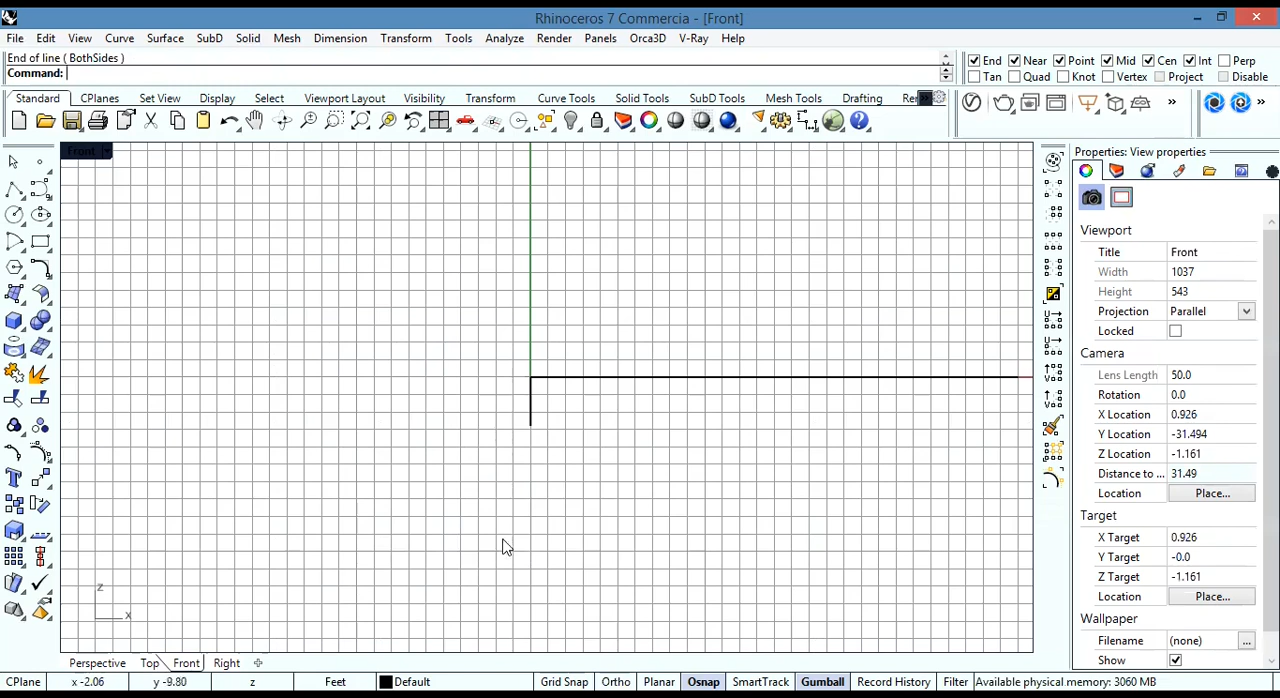 Rhinoceros 7 Commercia - [Front]
File Edit View Curve Surface SubD Solid Mesh Dimension Transform Tools Analyze Render Panels Orca3D V-Ray Help
End of line ( BothSides )
Command:
End Near Point Mid Cen Int Perp
Tan Quad Knot Vertex Project Disable
Standard CPlanes Set View Display Select Viewport Layout Visibility Transform Curve Tools Solid Tools SubD Tools Mesh Tools Drafting Re
Front
Properties: View properties
Viewport
Title Front
Width 1037
Height 543
Projection Parallel
Locked
Camera
Lens Length 50.0
Rotation 0.0
X Location 0.926
Y Location -31.494
Z Location -1.161
Distance to ... 31.49
Location Place...
Target
X Target 0.926
Y Target -0.0
Z Target -1.161
Location Place...
Wallpaper
Filename (none) ...
Show
z
x
Perspective Top Front Right
CPlane x -2.06 y -9.80 z Feet Default Grid Snap Ortho Planar Osnap SmartTrack Gumball Record History Filter Available physical memory: 3060 MB